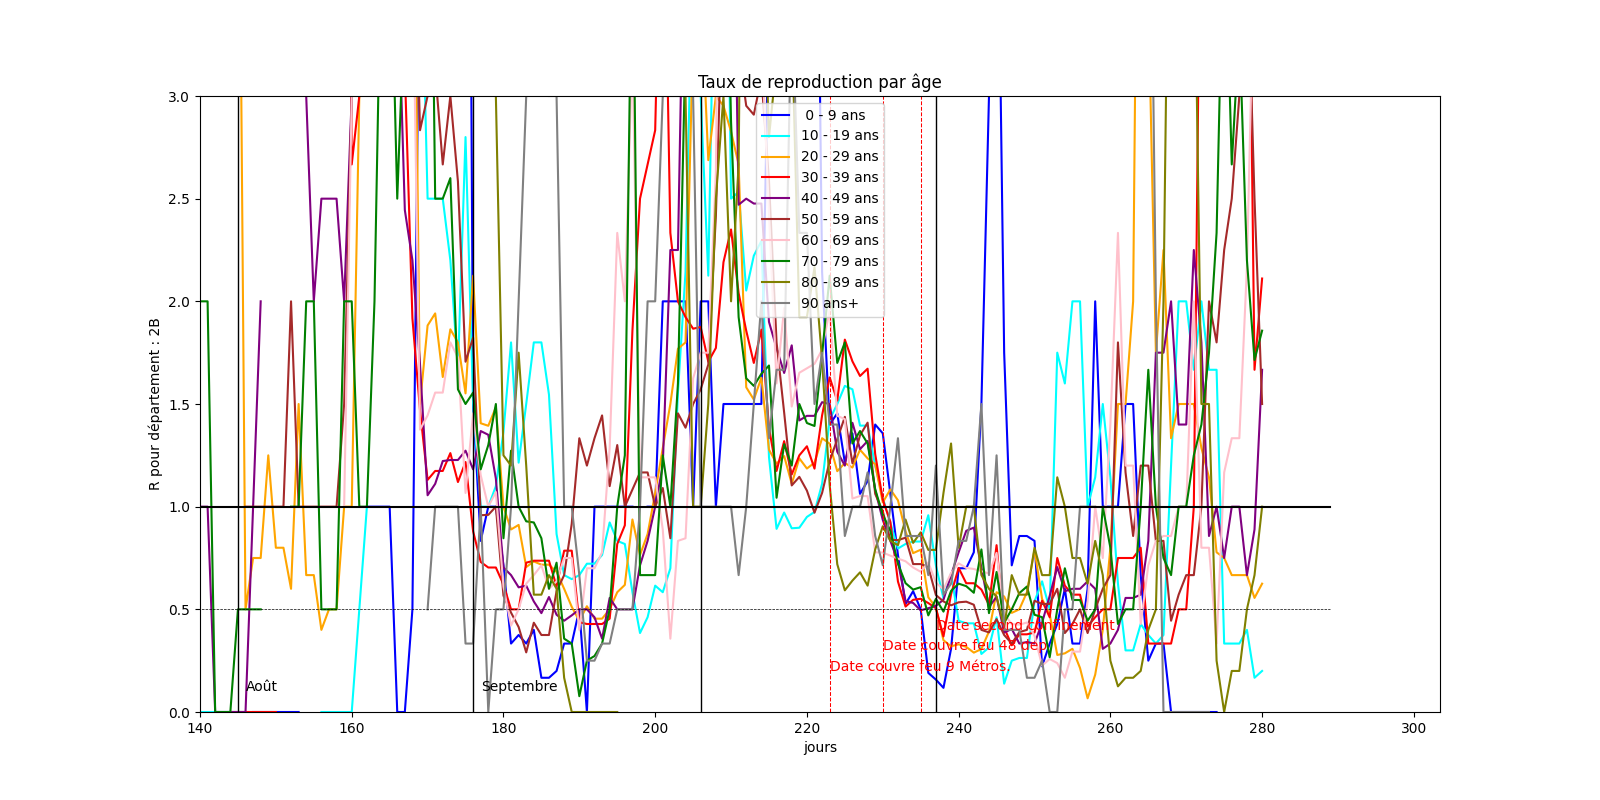 Taux de reproduction par âge
3.0
2.5
2.0
1.5
1.0
0.5
0.0
R pour département : 2B
0 - 9 ans
10 - 19 ans
20 - 29 ans
30 - 39 ans
40 - 49 ans
50 - 59 ans
60 - 69 ans
70 - 79 ans
80 - 89 ans
90 ans+
Date second confinement
Date couvre feu 48 dep.
Date couvre feu 9 Métros.
Août
Septembre
140
160
180
200
220
240
260
280
300
jours